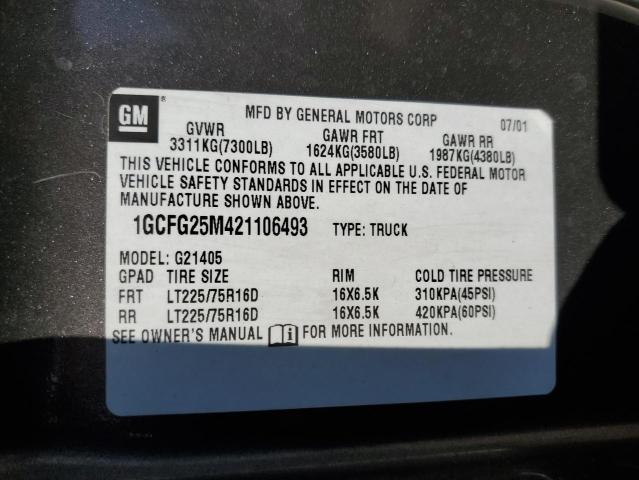 GM ® MFD BY GENERAL MOTORS CORP 07/01
GVWR GAWR FRT GAWR RR
3311KG(7300LB) 1624KG(3580LB) 1987KG(4380LB)
THIS VEHICLE CONFORMS TO ALL APPLICABLE U.S. FEDERAL MOTOR
VEHICLE SAFETY STANDARDS IN EFFECT ON THE DATE OF
MANUFACTURE SHOWN ABOVE.
1GCFG25M421106493 TYPE: TRUCK
MODEL: G21405
GPAD TIRE SIZE RIM COLD TIRE PRESSURE
FRT LT225/75R16D 16X6.5K 310KPA(45PSI)
RR LT225/75R16D 16X6.5K 420KPA(60PSI)
SEE OWNER'S MANUAL i FOR MORE INFORMATION.